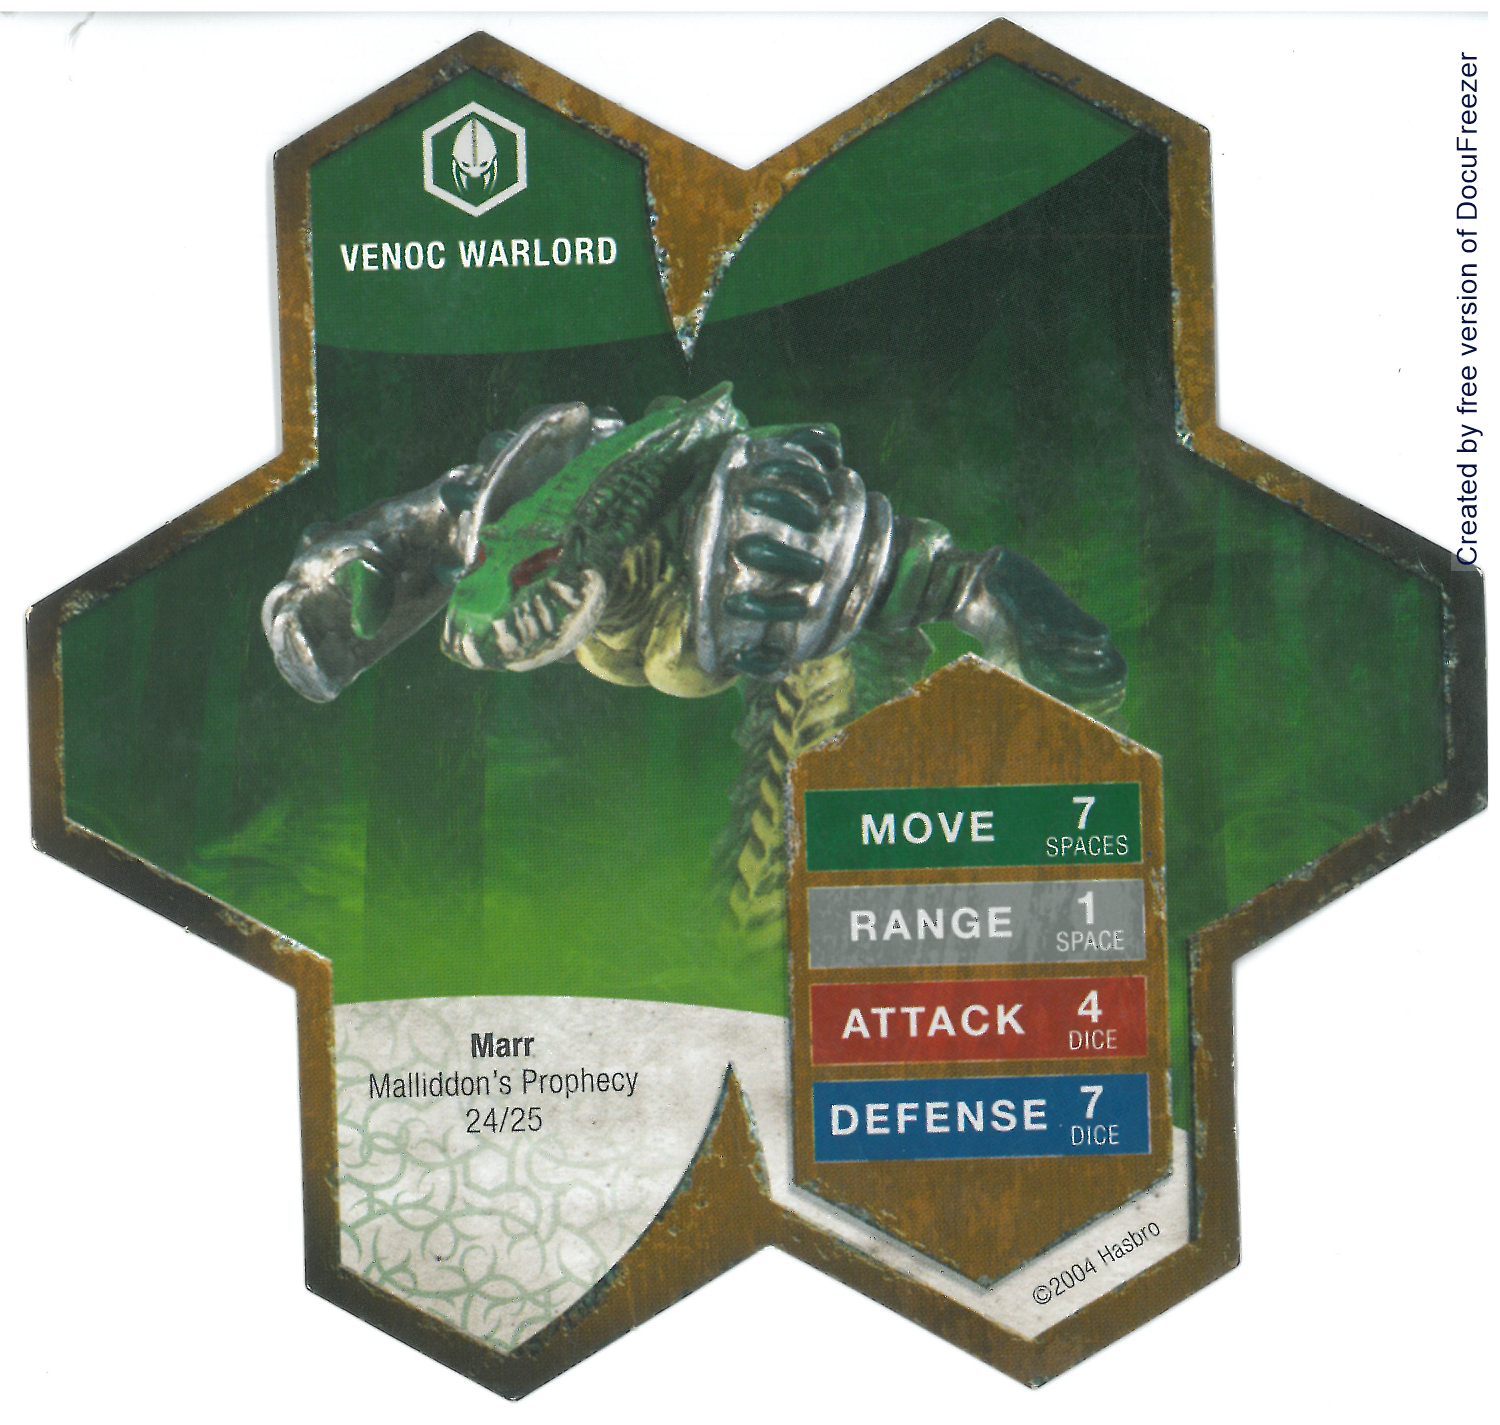 VENOC WARLORD
MOVE 7
SPACES
RANGE 1
SPACE
ATTACK 4
DICE
DEFENSE 7
DICE
Marr
Malliddon's Prophecy
24/25
©2004 Hasbro
Created by free version of DocuFreezer